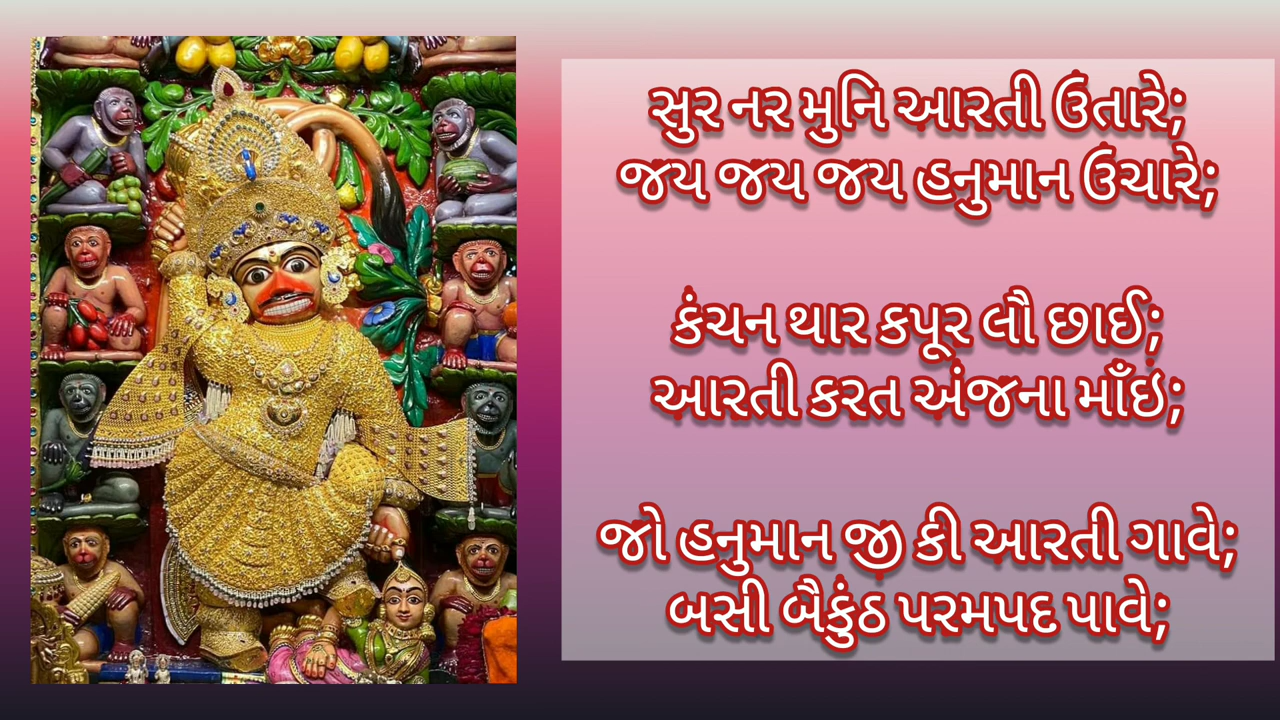 સુર નર મુનિ આરતી ઉતારે;
જય જય જય હનુમાન ઉચારે;
કંચન થાર કપૂર લૌ છાઈ;
આરતી કરત અંજના માઁઇ;
જો હનુમાન જી કી આરતી ગાવે;
બસી બૈકુંઠ પરમપદ પાવે;